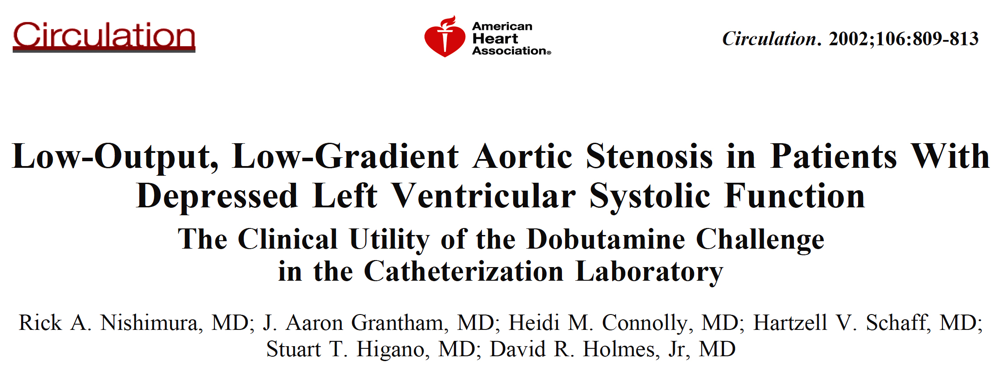 Circulation
American
Heart
Association®
Circulation. 2002;106:809-813
Low-Output, Low-Gradient Aortic Stenosis in Patients With
Depressed Left Ventricular Systolic Function
The Clinical Utility of the Dobutamine Challenge
in the Catheterization Laboratory
Rick A. Nishimura, MD; J. Aaron Grantham, MD; Heidi M. Connolly, MD; Hartzell V. Schaff, MD;
Stuart T. Higano, MD; David R. Holmes, Jr, MD